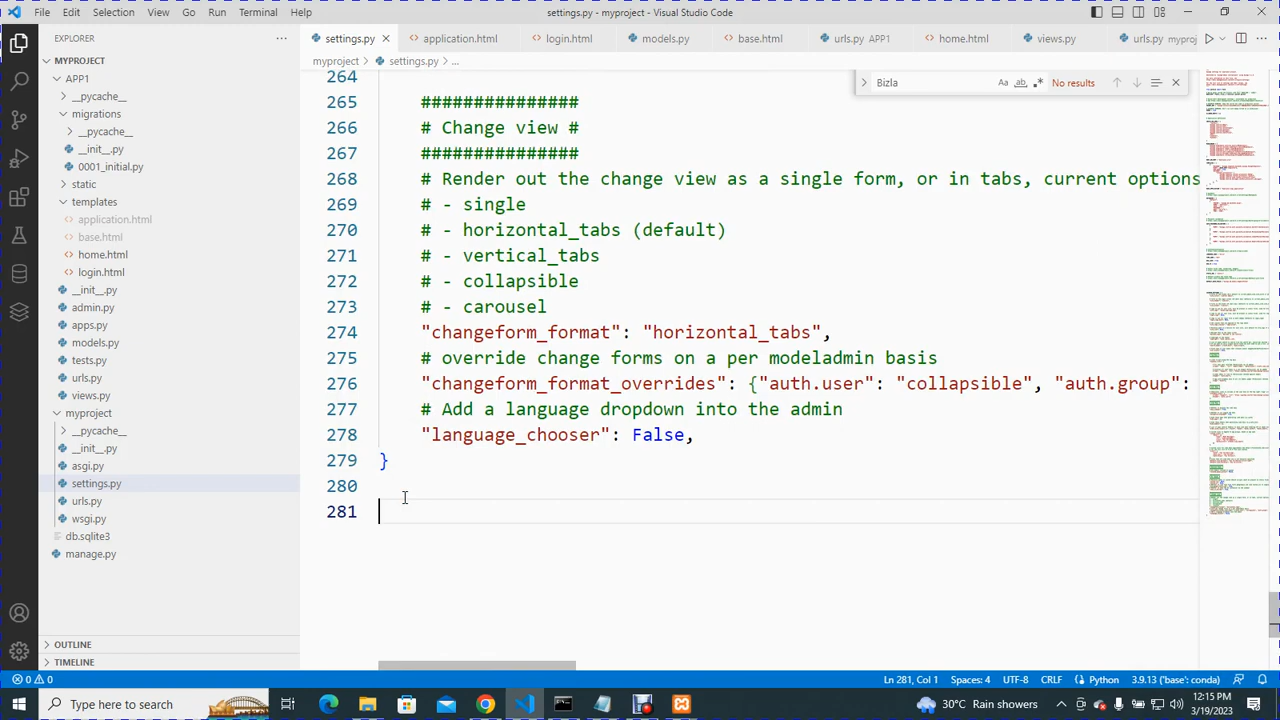 File Edit Selection View Go Run Terminal Help
settings.py - myproject - Visual Studio Code
EXPLORER
settings.py application.html login.html models.py base.html urls.py APP1 home.html views.py urls.py
MYPROJECT
myproject > settings.py > ...
Aa ab No results
APP1
__pycache__
migrations
__pycache__
__init__.py
0001_initial.py
static
templates
application.html
base.html
home.html
login.html
__init__.py
admin.py
apps.py
models.py
tests.py
urls.py
views.py
myproject
__pycache__
__init__.py
asgi.py
settings.py
urls.py
wsgi.py
db.sqlite3
manage.py
OUTLINE
TIMELINE
264
265 ###############
266 # Change view #
267 ###############
268 # Render out the change view as a single form, or in tabs, current options
269 # - single
270 # - horizontal_tabs (default)
271 # - vertical_tabs
272 # - collapsible
273 # - carousel
274 "changeform_format": "horizontal_tabs",
275 # override change forms on a per modeladmin basis
276 "changeform_format_overrides": {"auth.user": "collapsible", "auth.group":
277 # Add a language dropdown into the admin
278 "language_chooser": False,
279 }
280
281
0 0 Ln 281, Col 1 Spaces: 4 UTF-8 CRLF Python 3.9.13 ('base': conda)
Type here to search Rain showers 12:15 PM
3/19/2023